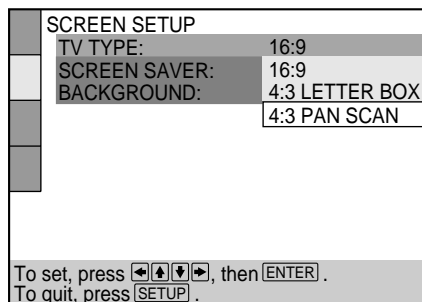 SCREEN SETUP
TV TYPE: 16:9
SCREEN SAVER: 16:9
BACKGROUND: 4:3 LETTER BOX
4:3 PAN SCAN
To set, press ←↑↓→, then ENTER.
To quit, press SETUP.